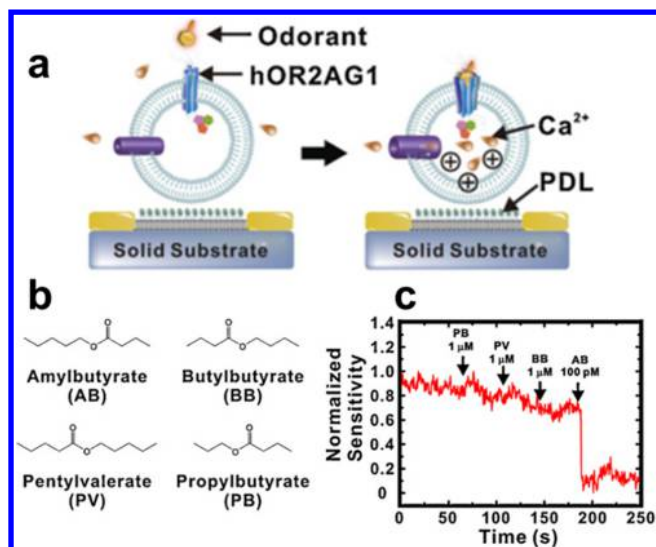 a
Odorant
hOR2AG1
Ca2+
PDL
Solid Substrate
Solid Substrate
b
O
O
Amylbutyrate
(AB)
O
O
Butylbutyrate
(BB)
O
O
Pentylvalerate
(PV)
O
O
Propylbutyrate
(PB)
c
Normalized
Sensitivity
1.4
1.2
1.0
0.8
0.6
0.4
0.2
0
PB
1 μM
PV
1 μM
BB
1 μM
AB
100 pM
0 50 75 100 150 200 250
Time (s)